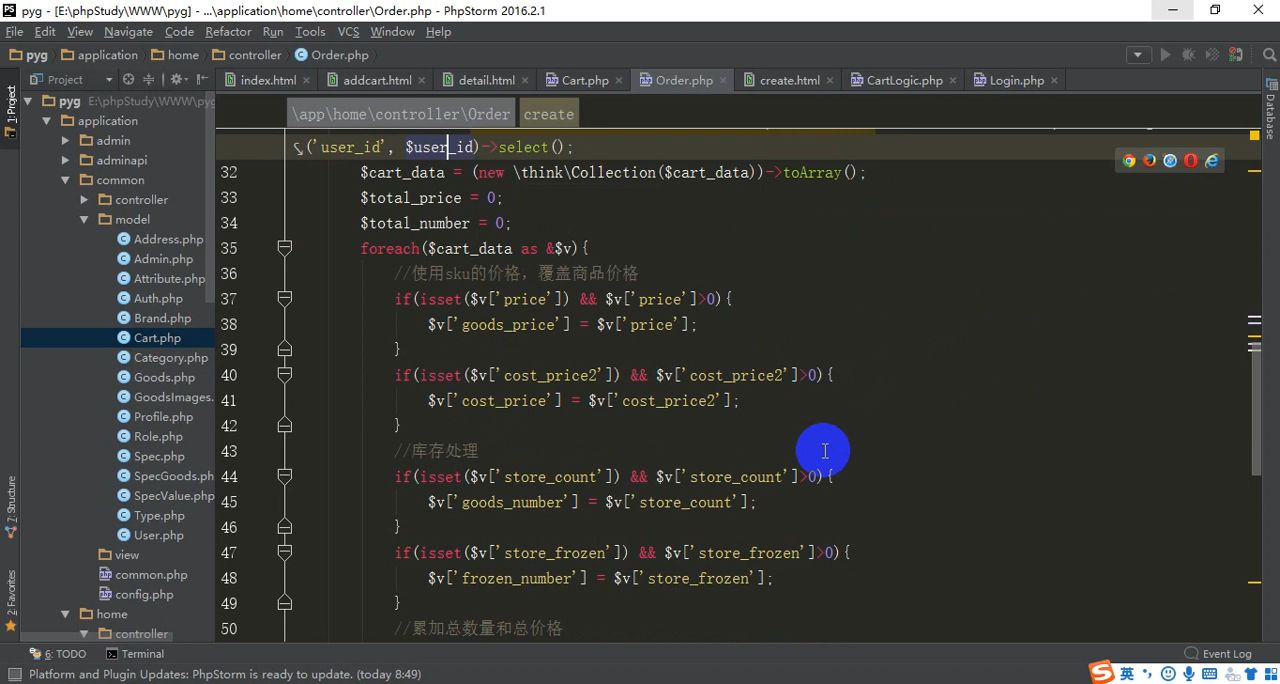 pyg - [E:\phpStudy\WWW\pyg] - ...\application\home\controller\Order.php - PhpStorm 2016.2.1
File Edit View Navigate Code Refactor Run Tools VCS Window Help
pyg application home controller Order.php
1: Project
Project
index.html addcart.html detail.html Cart.php Order.php create.html CartLogic.php Login.php
Database
pyg E:\phpStudy\WWW\pyg
application
admin
adminapi
common
controller
model
Address.php
Admin.php
Attribute.php
Auth.php
Brand.php
Cart.php
Category.php
Goods.php
GoodsImages.
Profile.php
Role.php
Spec.php
SpecGoods.ph
SpecValue.php
Type.php
User.php
view
common.php
config.php
home
controller
7: Structure
2: Favorites
\app\home\controller\Order create
('user_id', $user_id)->select();
32 $cart_data = (new \think\Collection($cart_data))->toArray();
33 $total_price = 0;
34 $total_number = 0;
35 foreach($cart_data as &$v){
36 //使用sku的价格，覆盖商品价格
37 if(isset($v['price']) && $v['price']>0){
38 $v['goods_price'] = $v['price'];
39 }
40 if(isset($v['cost_price2']) && $v['cost_price2']>0){
41 $v['cost_price'] = $v['cost_price2'];
42 }
43 //库存处理
44 if(isset($v['store_count']) && $v['store_count']>0){
45 $v['goods_number'] = $v['store_count'];
46 }
47 if(isset($v['store_frozen']) && $v['store_frozen']>0){
48 $v['frozen_number'] = $v['store_frozen'];
49 }
50 //累加总数量和总价格
6: TODO Terminal Event Log
Platform and Plugin Updates: PhpStorm is ready to update. (today 8:49)
英